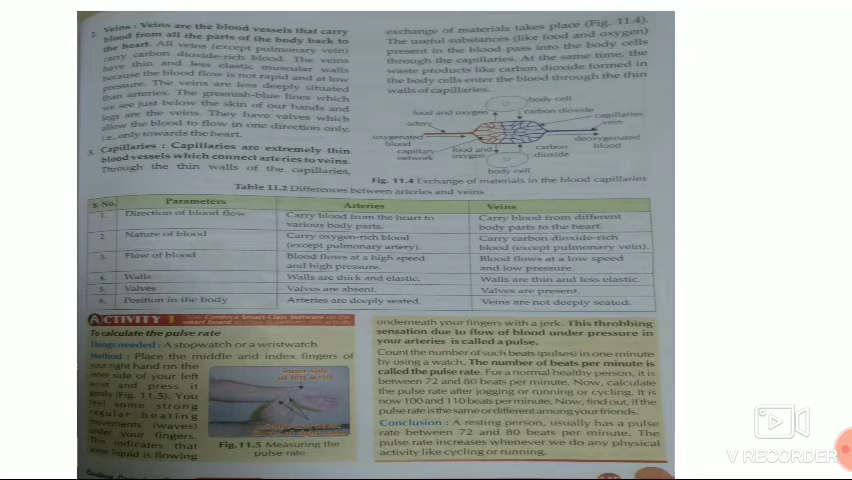 2. Veins : Veins are the blood vessels that carry
blood from all the parts of the body back to
the heart. All veins (except pulmonary vein)
carry carbon dioxide-rich blood. The veins
have thin and less elastic muscular walls
because the blood flow is not rapid and at low
pressure. The veins are less deeply situated
than arteries. The greenish-blue lines which
we see just below the skin of our hands and
legs are the veins. They have valves which
allow the blood to flow in one direction only,
i.e., only towards the heart.
3. Capillaries : Capillaries are extremely thin
blood vessels which connect arteries to veins.
Through the thin walls of the capillaries,
exchange of materials takes place (Fig. 11.4).
The useful substances (like food and oxygen)
present in the blood pass into the body cells
through the capillaries. At the same time, the
waste products like carbon dioxide formed in
the body cells enter the blood through the thin
walls of capillaries.
body cell
food and oxygen
carbon dioxide
capillaries
artery
vein
oxygenated
blood
deoxygenated
blood
capillary
network
food and
oxygen
carbon
dioxide
body cell
Fig. 11.4 Exchange of materials in the blood capillaries
Table 11.2 Differences between arteries and veins
S. No. Parameters Arteries Veins
1. Direction of blood flow Carry blood from the heart to various body parts. Carry blood from different body parts to the heart.
2. Nature of blood Carry oxygen-rich blood (except pulmonary artery). Carry carbon dioxide-rich blood (except pulmonary vein).
3. Flow of blood Blood flows at a high speed and high pressure. Blood flows at a low speed and low pressure.
4. Walls Walls are thick and elastic. Walls are thin and less elastic.
5. Valves Valves are absent. Valves are present.
6. Position in the body Arteries are deeply seated. Veins are not deeply seated.
ACTIVITY 1
To calculate the pulse rate
Things needed : A stopwatch or a wristwatch
Method : Place the middle and index fingers of
your right hand on the
inner side of your left
wrist and press it
gently (Fig. 11.5). You
feel some strong
regular beating
movements (waves)
under your fingers.
This indicates that
some liquid is flowing
inner side
of left wrist
Fig.11.5 Measuring the
pulse rate
underneath your fingers with a jerk. This throbbing
sensation due to flow of blood under pressure in
your arteries is called a pulse.
Count the number of such beats (pulses) in one minute
by using a watch. The number of beats per minute is
called the pulse rate. For a normal healthy person, it is
between 72 and 80 beats per minute. Now, calculate
the pulse rate after jogging or running or cycling. It is
now 100 and 110 beats per minute. Now, find out, if the
pulse rate is the same or different among your friends.
Conclusion : A resting person, usually has a pulse
rate between 72 and 80 beats per minute. The
pulse rate increases whenever we do any physical
activity like cycling or running.
V RECORDER